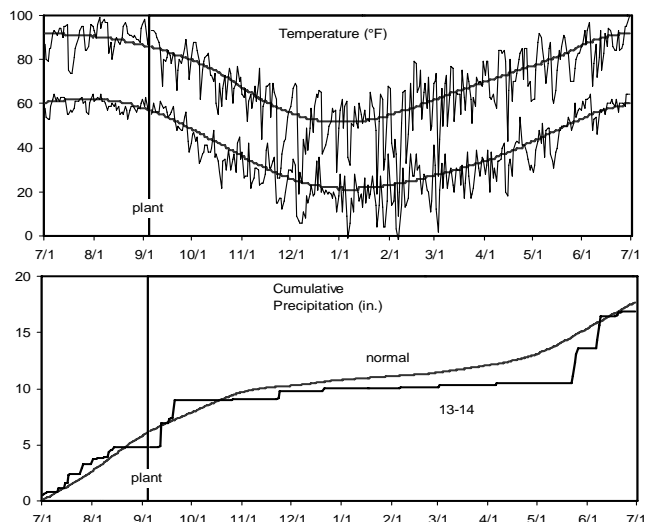 Temperature (°F)
100
80
60
40
20
0
plant
7/1 8/1 9/1 10/1 11/1 12/1 1/1 2/1 3/1 4/1 5/1 6/1 7/1
Cumulative
Precipitation (in.)
20
15
10
5
0
normal
13-14
plant
7/1 8/1 9/1 10/1 11/1 12/1 1/1 2/1 3/1 4/1 5/1 6/1 7/1